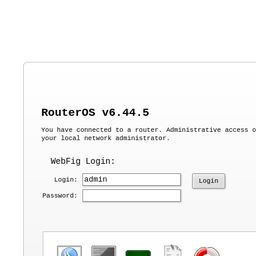 RouterOS v6.44.5
You have connected to a router. Administrative access o
your local network administrator.
WebFig Login:
Login: admin Login
Password: